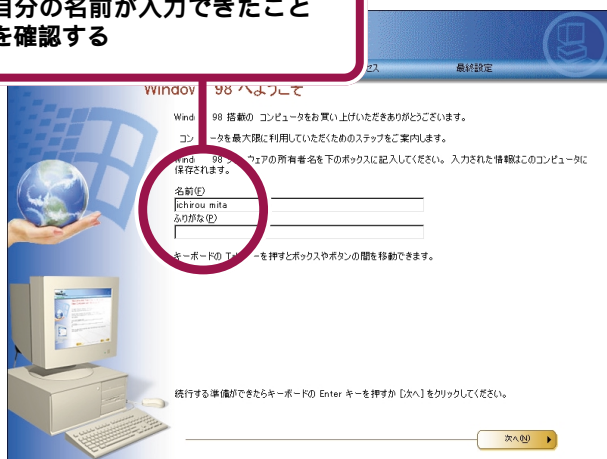 自分の名前が入力できたこと
を確認する
最終設定
Window 98 へようこそ
Wind 98 搭載の コンピュータをお買い上げいただきありがとうございます。
コン ータを最大限に利用していただくためのステップをご案内します。
Wind 98 ウェアの所有者名を下のボックスに記入してください。 入力された情報はこのコンピュータに
保存されます。
名前(F)
ichirou mita
ふりがな(P)
キーボードの T ーを押すとボックスやボタンの間を移動できます。
続行する準備ができたらキーボードの Enter キーを押すか [次へ] をクリックしてください。
次へ(N)